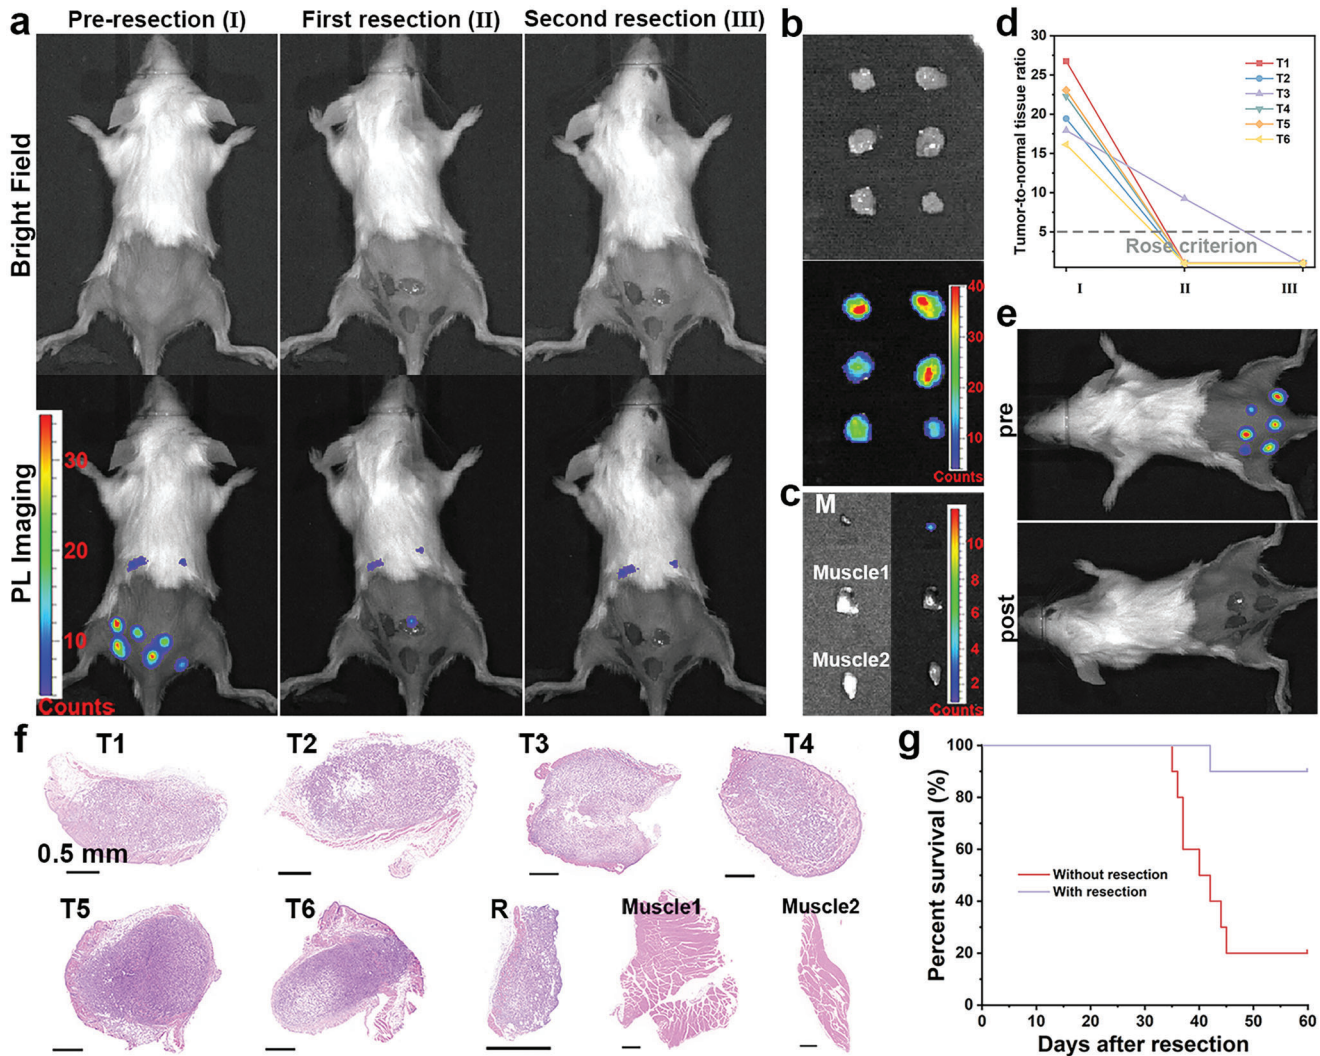 a
Pre-resection (I)
First resection (II)
Second resection (III)
Bright Field
PL Imaging
30
20
10
Counts
b
40
30
20
10
Counts
c
M
Muscle1
Muscle2
10
8
6
4
2
Counts
d
Tumor-to-normal tissue ratio
30
25
20
15
10
5
T1
T2
T3
T4
T5
T6
Rose criterion
I
II
III
e
pre
post
f
T1
T2
T3
T4
0.5 mm
T5
T6
R
Muscle1
Muscle2
g
Percent survival (%)
100
80
60
40
20
0
Without resection
With resection
0
10
20
30
40
50
60
Days after resection